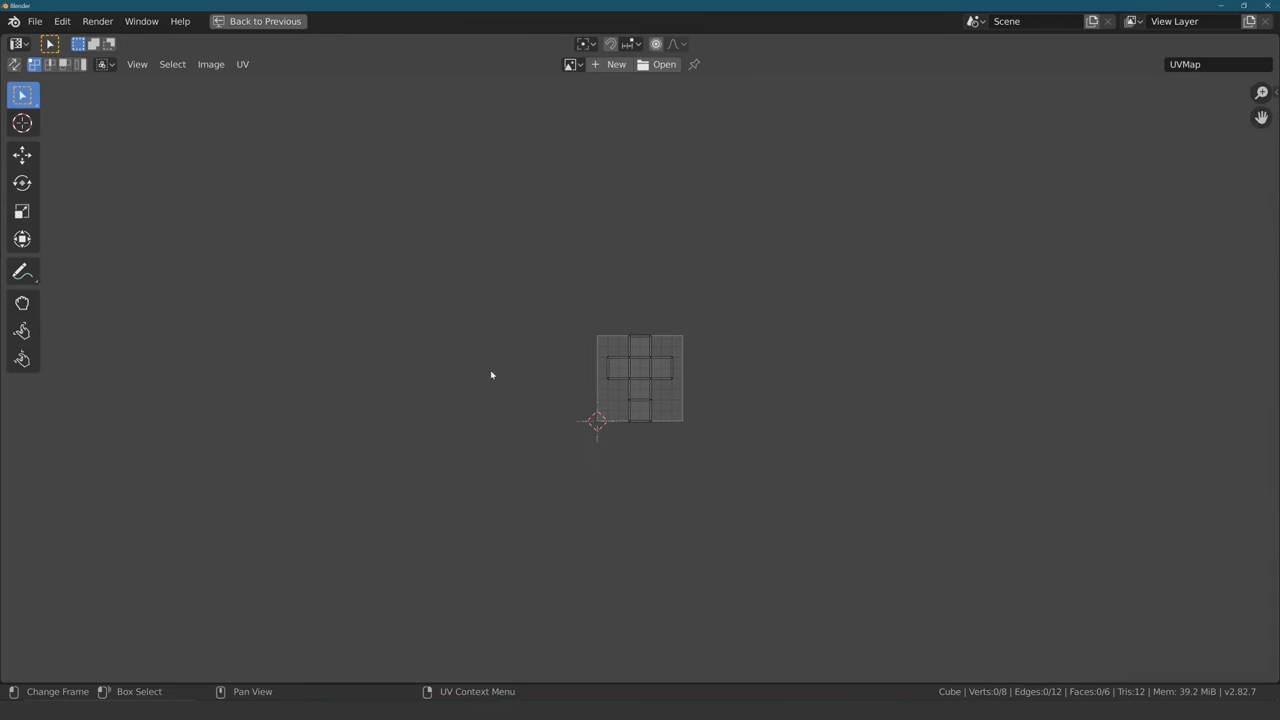 Blender
File Edit Render Window Help Back to Previous Scene View Layer
View Select Image UV New Open UVMap
Change Frame Box Select Pan View UV Context Menu Cube | Verts:0/8 | Edges:0/12 | Faces:0/6 | Tris:12 | Mem: 39.2 MiB | v2.82.7